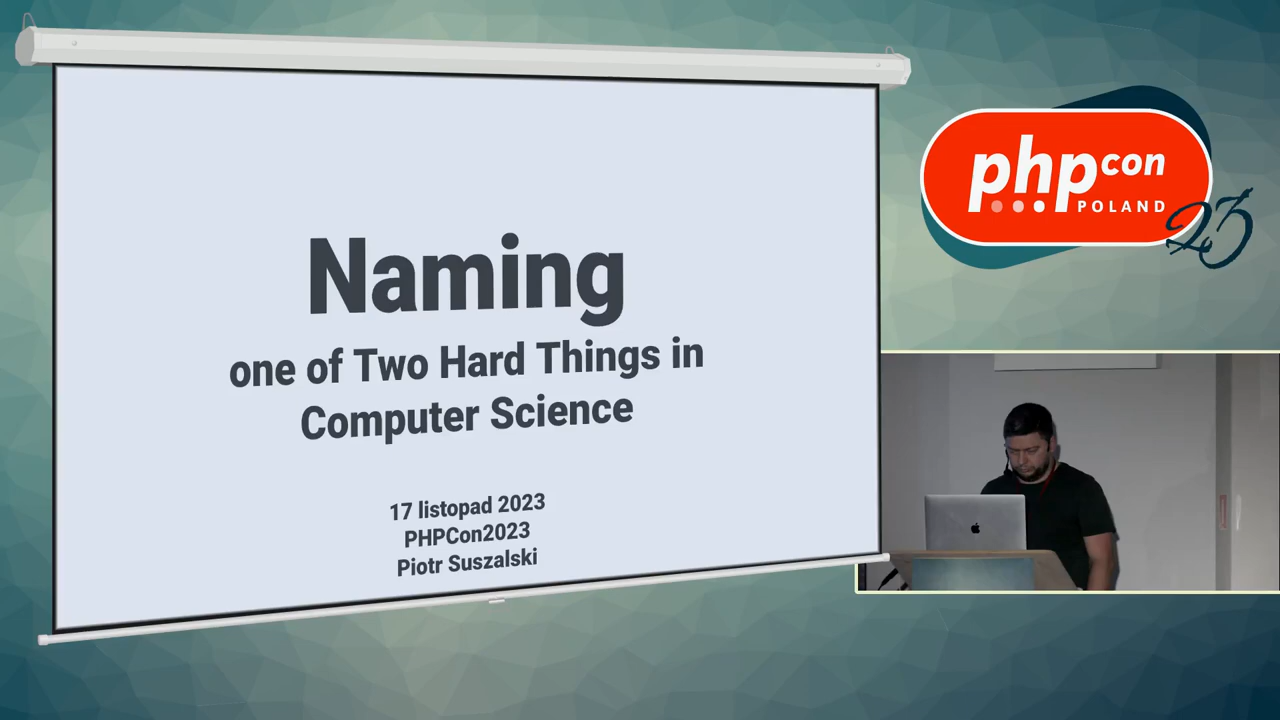 Naming
one of Two Hard Things in
Computer Science
17 listopad 2023
PHPCon2023
Piotr Suszalski
phpcon
POLAND
23